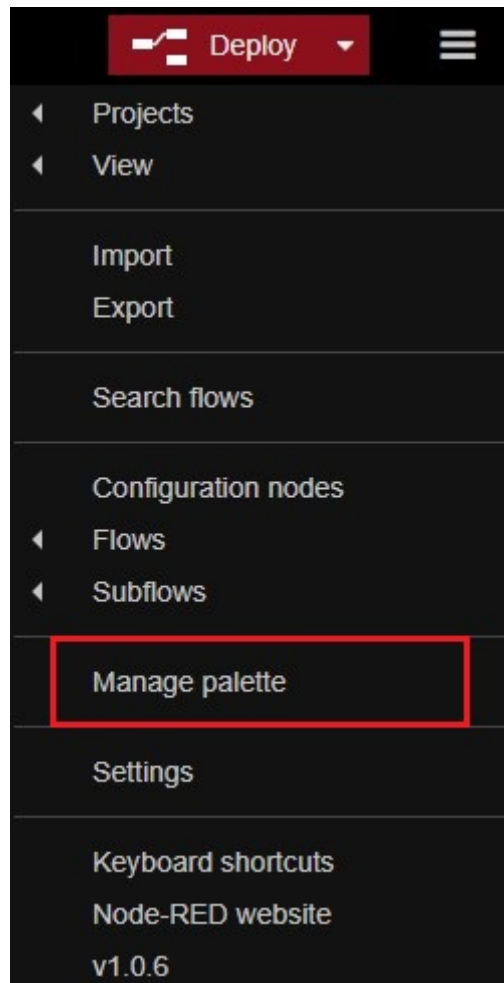 Deploy
Projects
View
Import
Export
Search flows
Configuration nodes
Flows
Subflows
Manage palette
Settings
Keyboard shortcuts
Node-RED website
v1.0.6